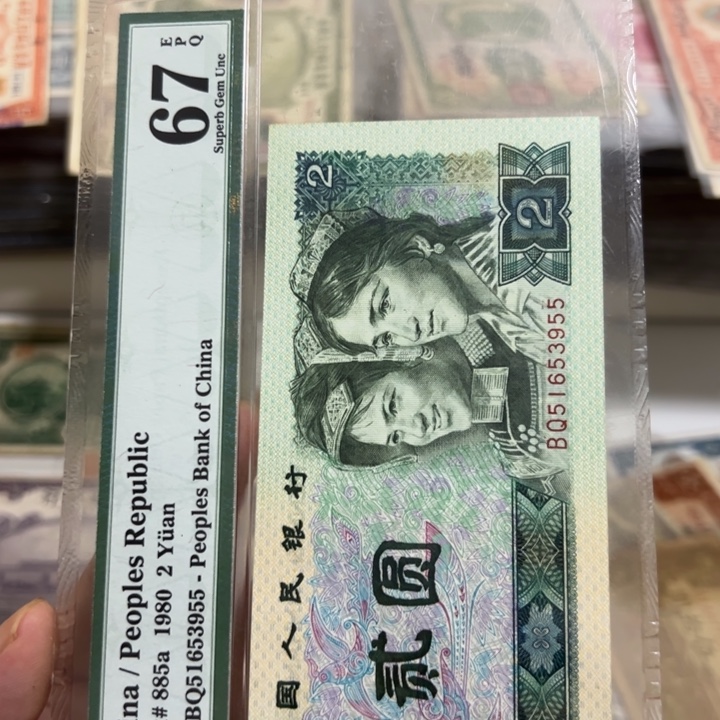 na / Peoples Republic
# 885a 1980 2 Yüan
BQ51653955 - Peoples Bank of China
67
EPQ
Superb Gem Unc
2
2
BQ51653955
国人民银行
贰圆